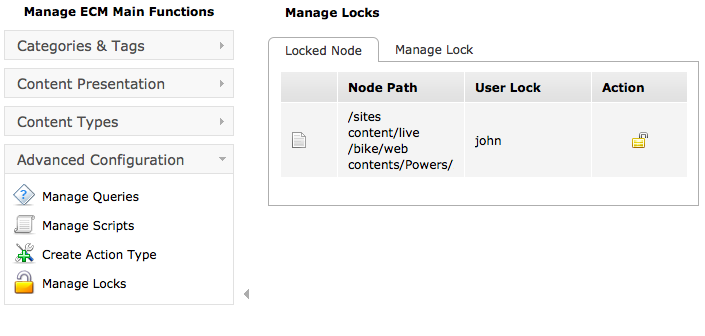 Manage ECM Main Functions
Categories & Tags
Content Presentation
Content Types
Advanced Configuration
Manage Queries
Manage Scripts
Create Action Type
Manage Locks
Manage Locks
Locked Node
Manage Lock
Node Path
User Lock
Action
/sites
content/live
/bike/web
contents/Powers/
john